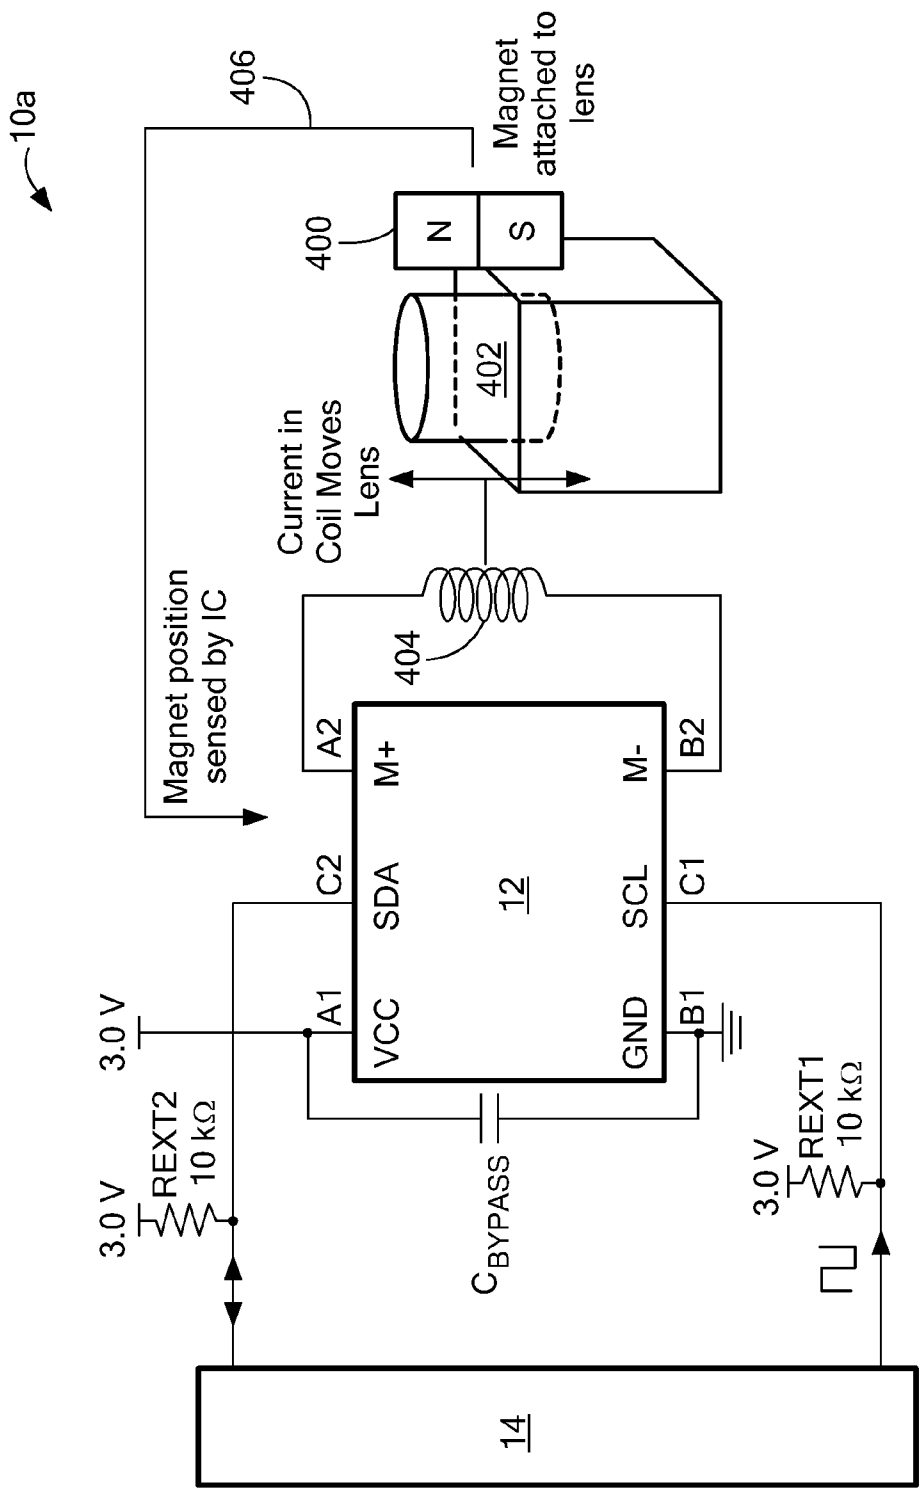 10a
406
Magnet
attached to
lens
400
N
S
402
Current in
Coil Moves
Lens
404
Magnet position
sensed by IC
A2
M+
B2
M-
C2
SDA
12
SCL
C1
3.0 V
A1
VCC
GND
B1
3.0 V
REXT2
10 kΩ
CBYPASS
3.0 V
REXT1
10 kΩ
14